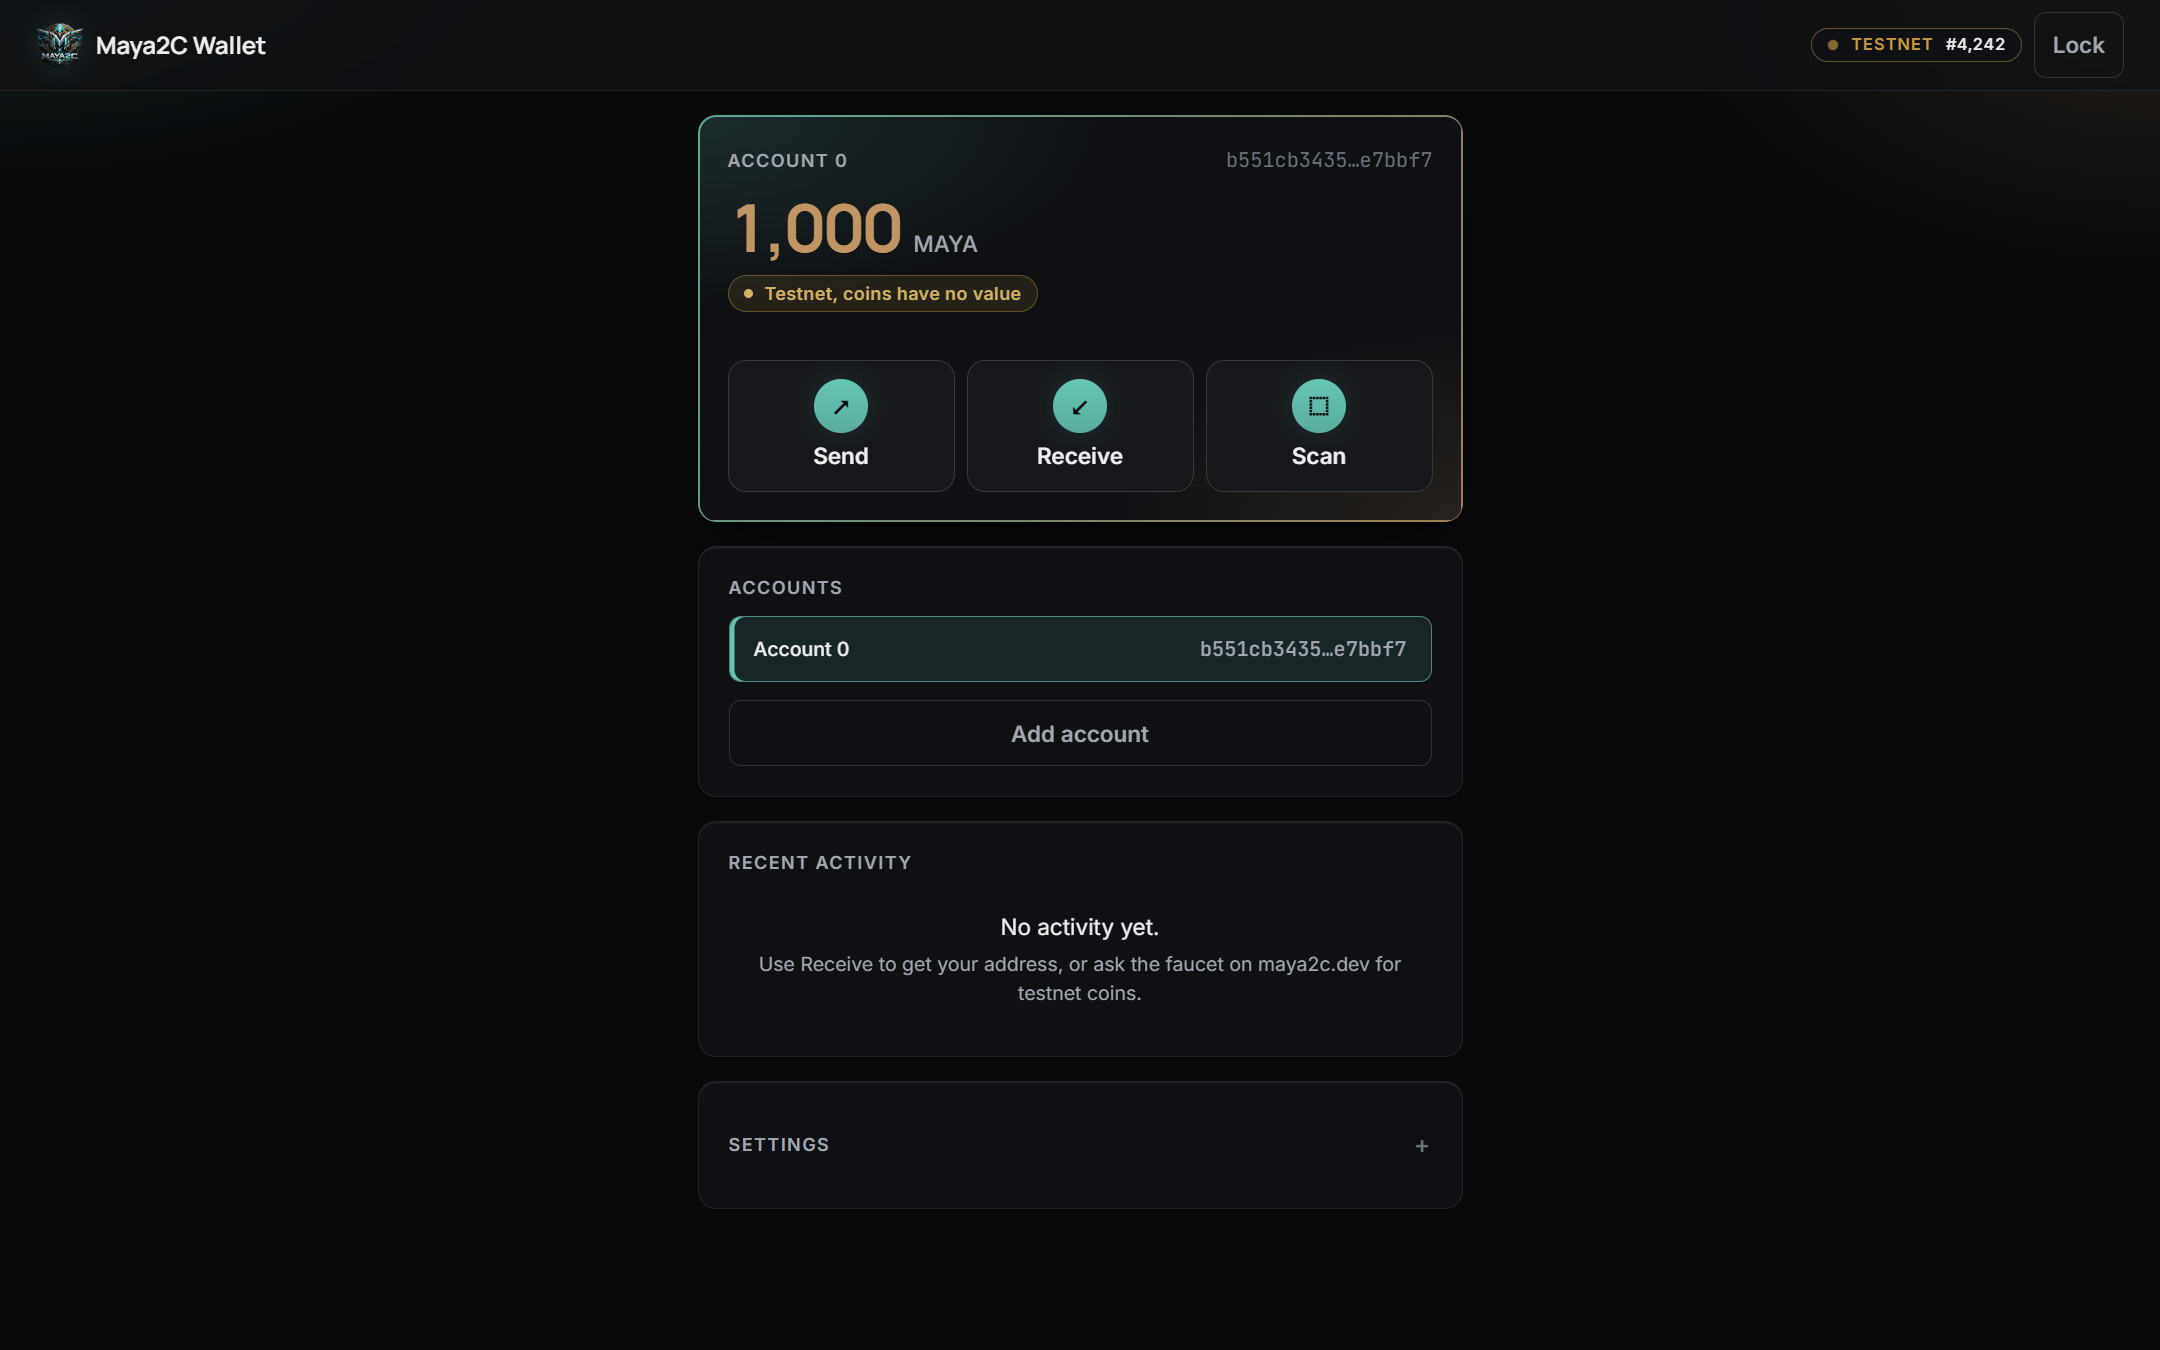 MAYA2C
Maya2C Wallet
TESTNET #4,242
Lock
ACCOUNT 0
b551cb3435…e7bbf7
1,000 MAYA
Testnet, coins have no value
Send
Receive
Scan
ACCOUNTS
Account 0
b551cb3435…e7bbf7
Add account
RECENT ACTIVITY
No activity yet.
Use Receive to get your address, or ask the faucet on maya2c.dev for
testnet coins.
SETTINGS
+